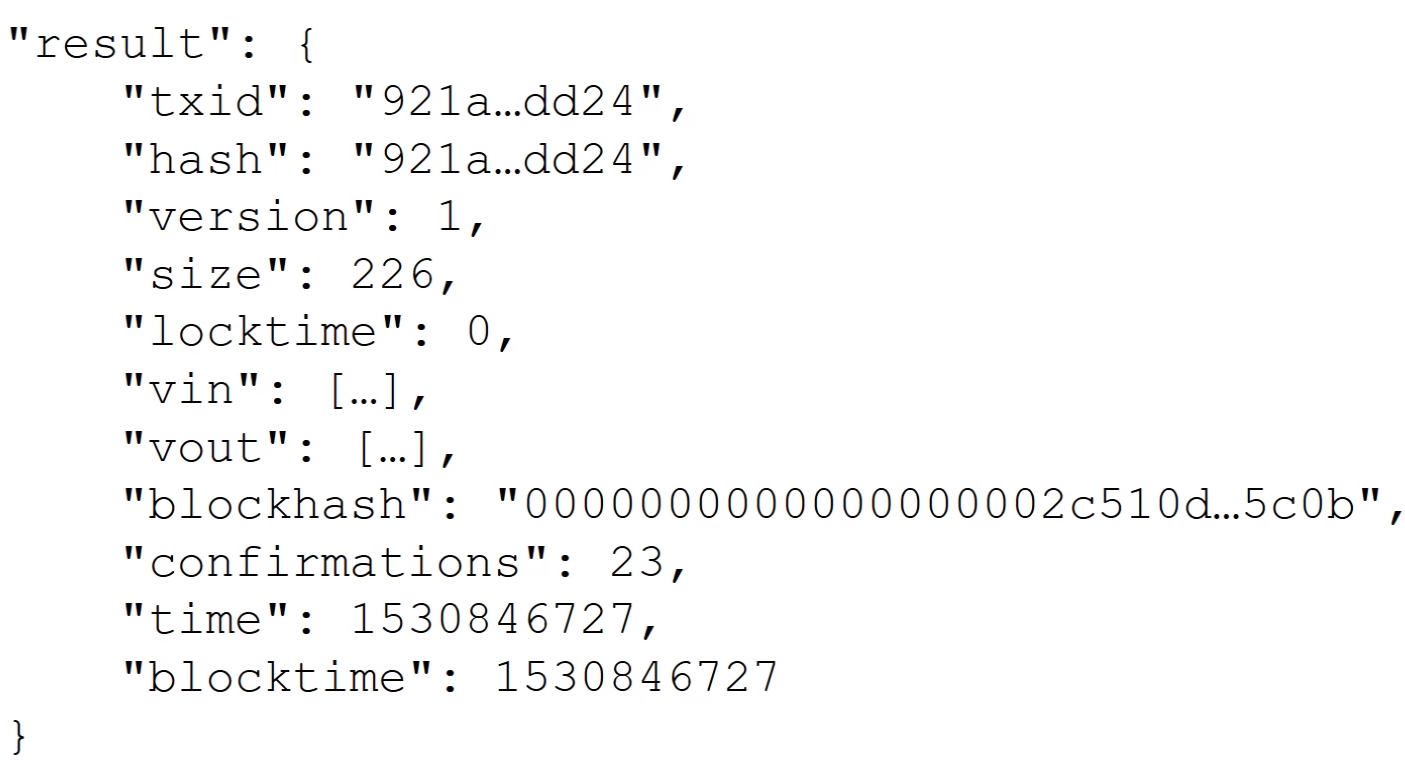 "result": {
    "txid": "921a…dd24",
    "hash": "921a…dd24",
    "version": 1,
    "size": 226,
    "locktime": 0,
    "vin": […],
    "vout": […],
    "blockhash": "0000000000000000002c510d…5c0b",
    "confirmations": 23,
    "time": 1530846727,
    "blocktime": 1530846727
}